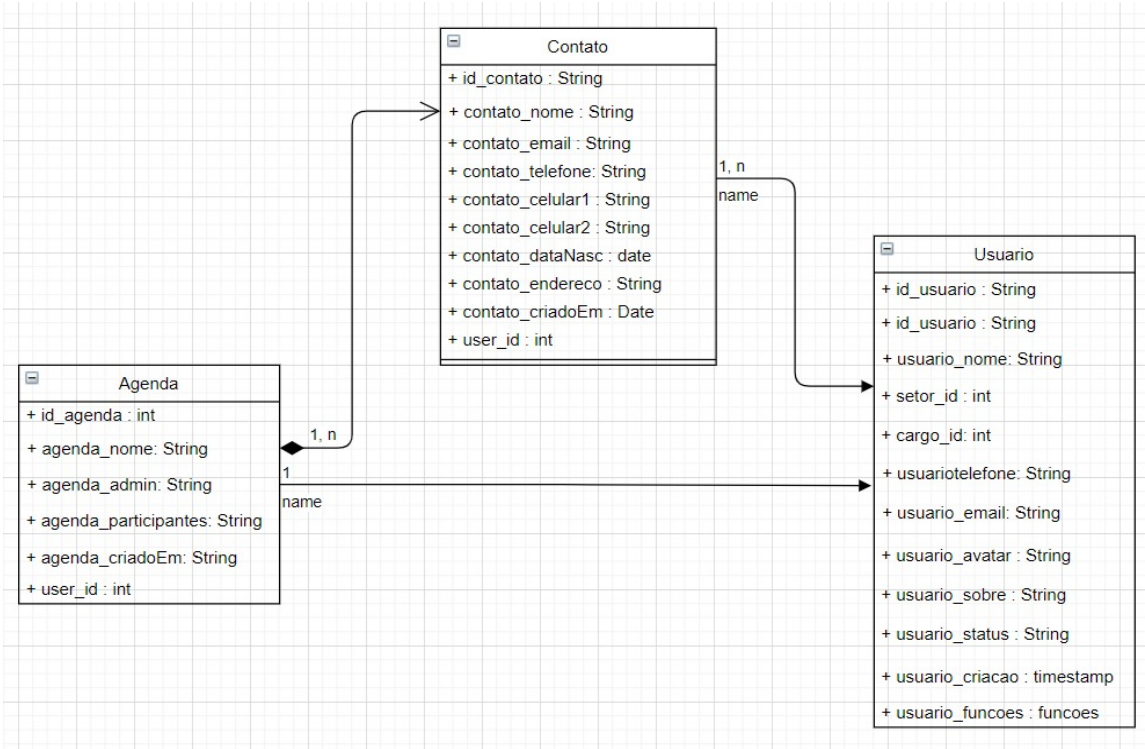 Contato
+ id_contato : String
+ contato_nome : String
+ contato_email : String
+ contato_telefone: String
+ contato_celular1 : String
+ contato_celular2 : String
+ contato_dataNasc : date
+ contato_endereco : String
+ contato_criadoEm : Date
+ user_id : int
1, n
name
Usuario
+ id_usuario : String
+ id_usuario : String
+ usuario_nome: String
+ setor_id : int
+ cargo_id: int
+ usuariotelefone: String
+ usuario_email: String
+ usuario_avatar : String
+ usuario_sobre : String
+ usuario_status : String
+ usuario_criacao : timestamp
+ usuario_funcoes : funcoes
Agenda
+ id_agenda : int
+ agenda_nome: String
+ agenda_admin: String
+ agenda_participantes: String
+ agenda_criadoEm: String
+ user_id : int
1, n
1
name